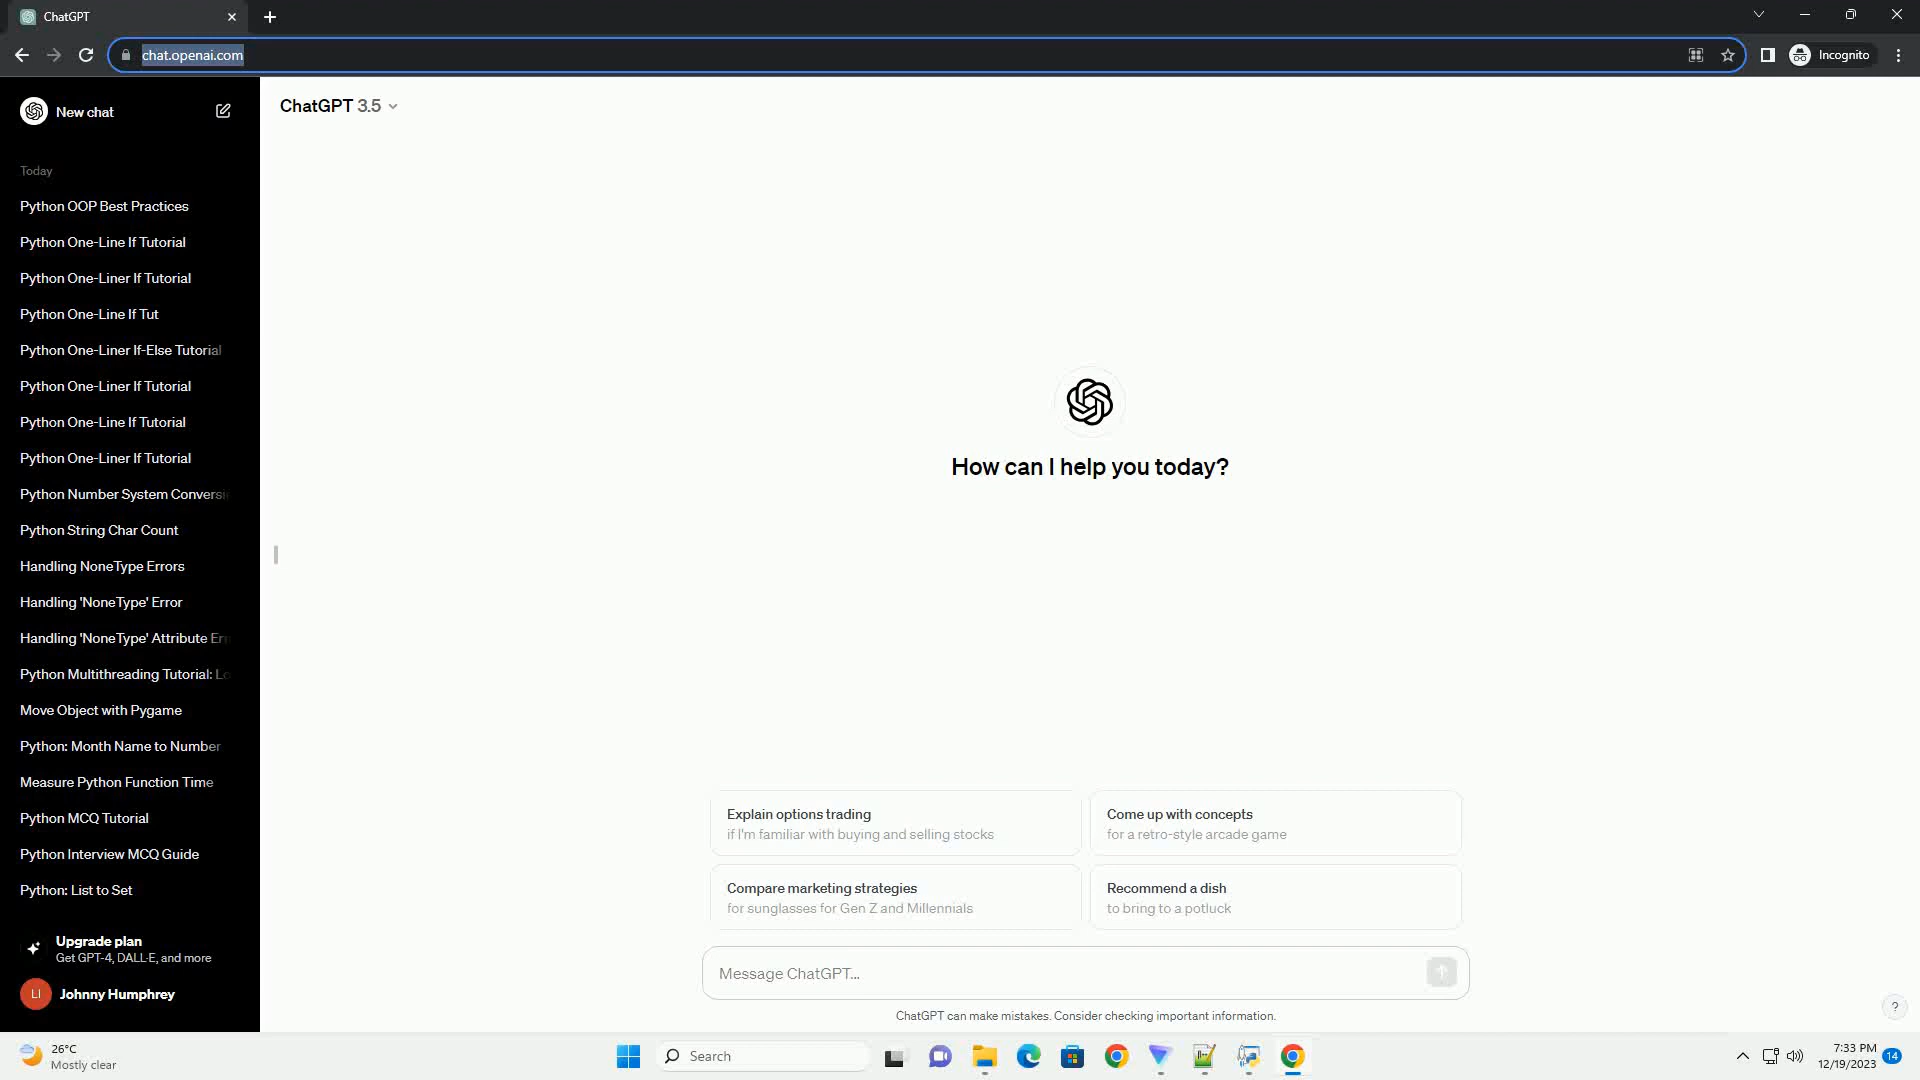 ChatGPT
chat.openai.com
Incognito
New chat
ChatGPT 3.5
Today
Python OOP Best Practices
Python One-Line If Tutorial
Python One-Liner If Tutorial
Python One-Line If Tut
Python One-Liner If-Else Tutorial
Python One-Liner If Tutorial
Python One-Line If Tutorial
Python One-Liner If Tutorial
Python Number System Conversi
Python String Char Count
Handling NoneType Errors
Handling 'NoneType' Error
Handling 'NoneType' Attribute Err
Python Multithreading Tutorial: Lo
Move Object with Pygame
Python: Month Name to Number
Measure Python Function Time
Python MCQ Tutorial
Python Interview MCQ Guide
Python: List to Set
Upgrade plan
Get GPT-4, DALL·E, and more
LI
Johnny Humphrey
How can I help you today?
Explain options trading
if I'm familiar with buying and selling stocks
Come up with concepts
for a retro-style arcade game
Compare marketing strategies
for sunglasses for Gen Z and Millennials
Recommend a dish
to bring to a potluck
Message ChatGPT...
ChatGPT can make mistakes. Consider checking important information.
?
26°C
Mostly clear
Search
7:33 PM
12/19/2023
14